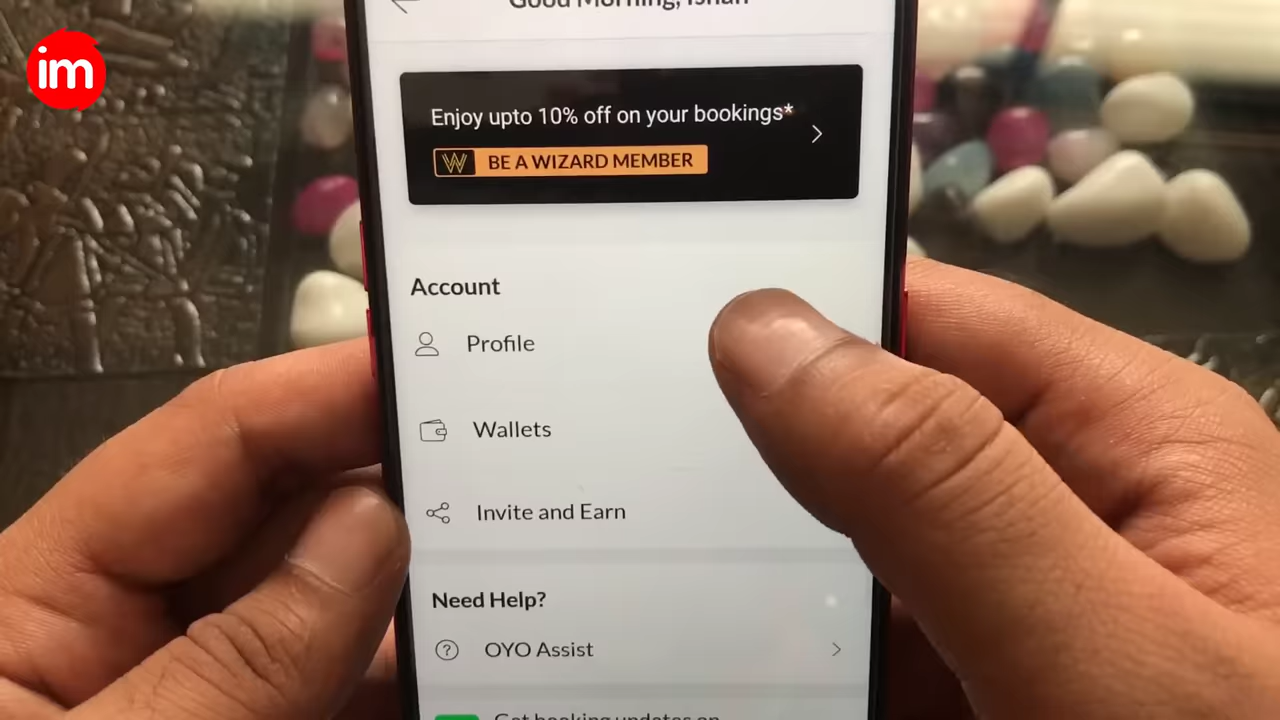 im
Good Morning, Ishan
Enjoy upto 10% off on your bookings*
W BE A WIZARD MEMBER
Account
Profile
Wallets
Invite and Earn
Need Help?
? OYO Assist
Get booking updates on